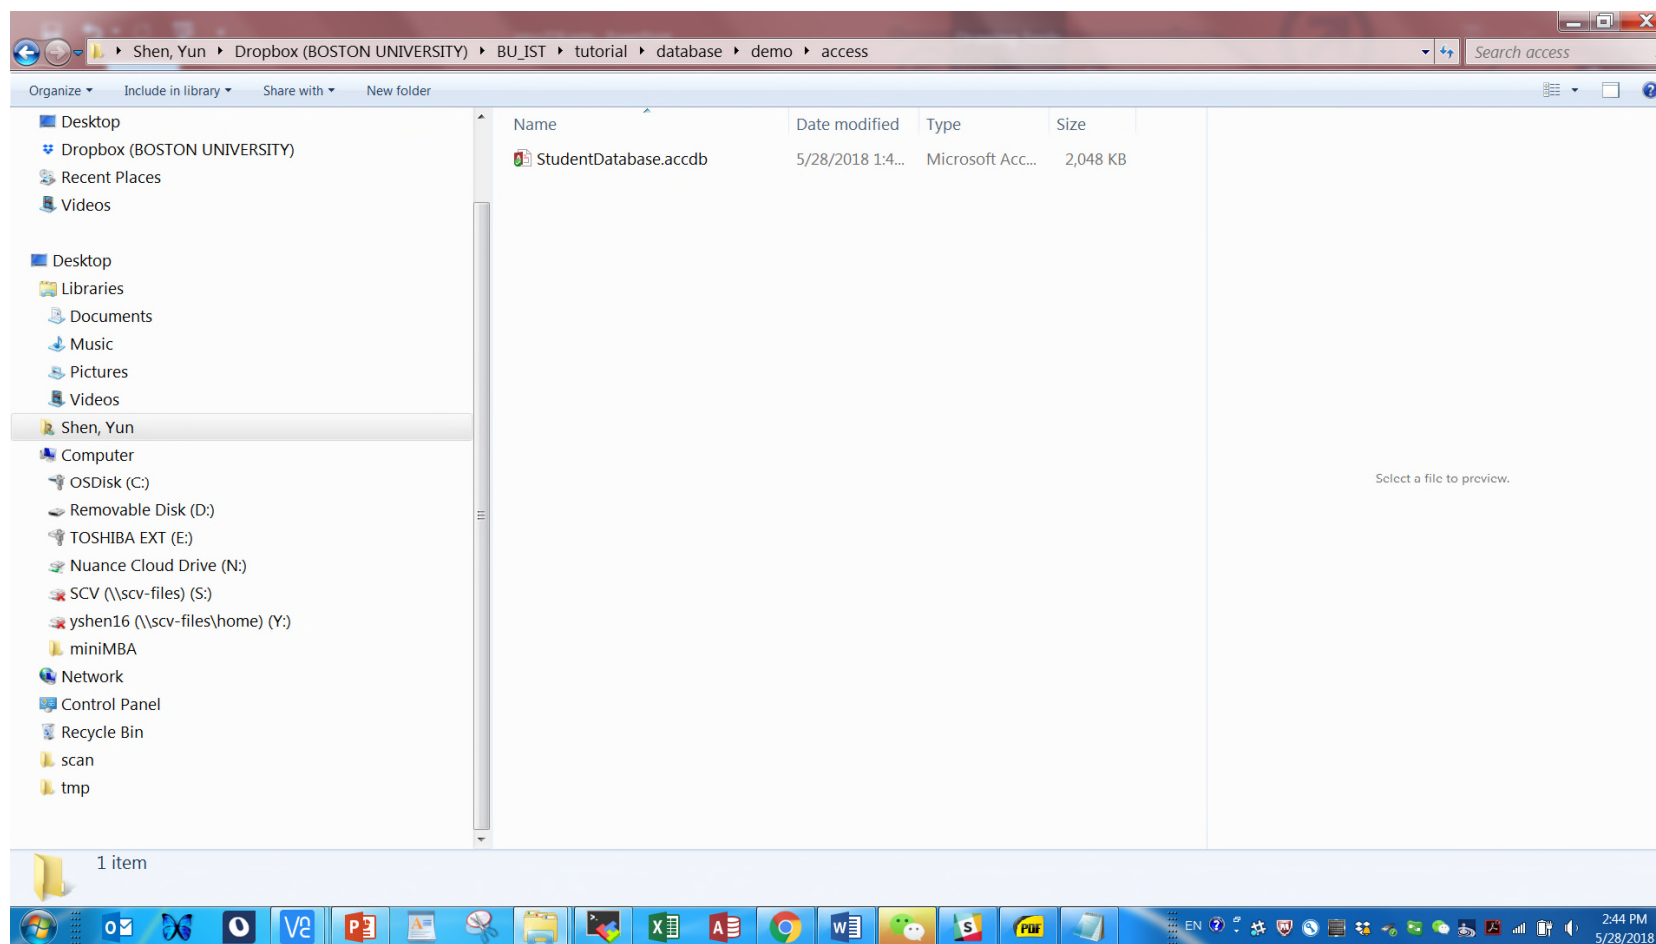 Shen, Yun Dropbox (BOSTON UNIVERSITY) BU_IST tutorial database demo access
Search access
Organize Include in library Share with New folder
Desktop
Dropbox (BOSTON UNIVERSITY)
Recent Places
Videos
Desktop
Libraries
Documents
Music
Pictures
Videos
Shen, Yun
Computer
OSDisk (C:)
Removable Disk (D:)
TOSHIBA EXT (E:)
Nuance Cloud Drive (N:)
SCV (\\scv-files) (S:)
yshen16 (\\scv-files\home) (Y:)
miniMBA
Network
Control Panel
Recycle Bin
scan
tmp
Name Date modified Type Size
StudentDatabase.accdb 5/28/2018 1:4... Microsoft Acc... 2,048 KB
Select a file to preview.
1 item
EN
2:44 PM
5/28/2018